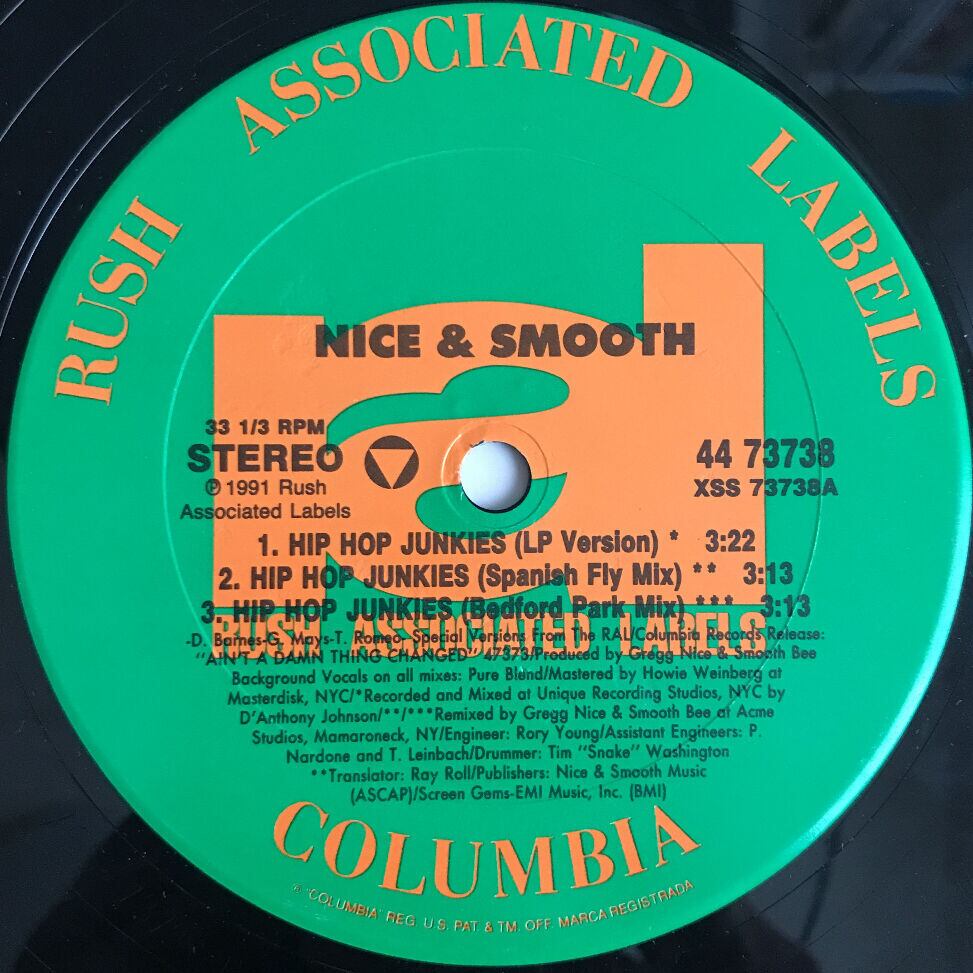 RUSH ASSOCIATED LABELS
NICE & SMOOTH
33 1/3 RPM
STEREO
℗ 1991 Rush
Associated Labels
44 73738
XSS 73738A
1. HIP HOP JUNKIES (LP Version) * 3:22
2. HIP HOP JUNKIES (Spanish Fly Mix) ** 3:13
3. HIP HOP JUNKIES (Bedford Park Mix) *** 3:13
RUSH ASSOCIATED LABELS
-D. Barnes-G. Mays-T. Romeo- Special Versions From The RAL/Columbia Records Release:
"AIN'T A DAMN THING CHANGED" 47373/Produced by Gregg Nice & Smooth Bee
Background Vocals on all mixes: Pure Blend/Mastered by Howie Weinberg at
Masterdisk, NYC/*Recorded and Mixed at Unique Recording Studios, NYC by
D'Anthony Johnson/**/***Remixed by Gregg Nice & Smooth Bee at Acme
Studios, Mamaroneck, NY/Engineer: Rory Young/Assistant Engineers: P.
Nardone and T. Leinbach/Drummer: Tim "Snake" Washington
**Translator: Ray Roll/Publishers: Nice & Smooth Music
(ASCAP)/Screen Gems-EMI Music, Inc. (BMI)
COLUMBIA
® "COLUMBIA" REG. U.S. PAT. & TM. OFF. MARCA REGISTRADA